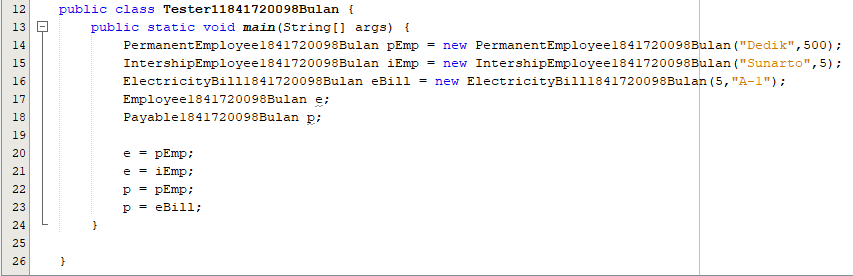 12 public class Tester11841720098Bulan {
13 public static void main(String[] args) {
14 PermanentEmployee1841720098Bulan pEmp = new PermanentEmployee1841720098Bulan("Dedik",500);
15 IntershipEmployee1841720098Bulan iEmp = new IntershipEmployee1841720098Bulan("Sunarto",5);
16 ElectricityBill1841720098Bulan eBill = new ElectricityBill1841720098Bulan(5,"A-1");
17 Employee1841720098Bulan e;
18 Payable1841720098Bulan p;
19
20 e = pEmp;
21 e = iEmp;
22 p = pEmp;
23 p = eBill;
24 }
25
26 }